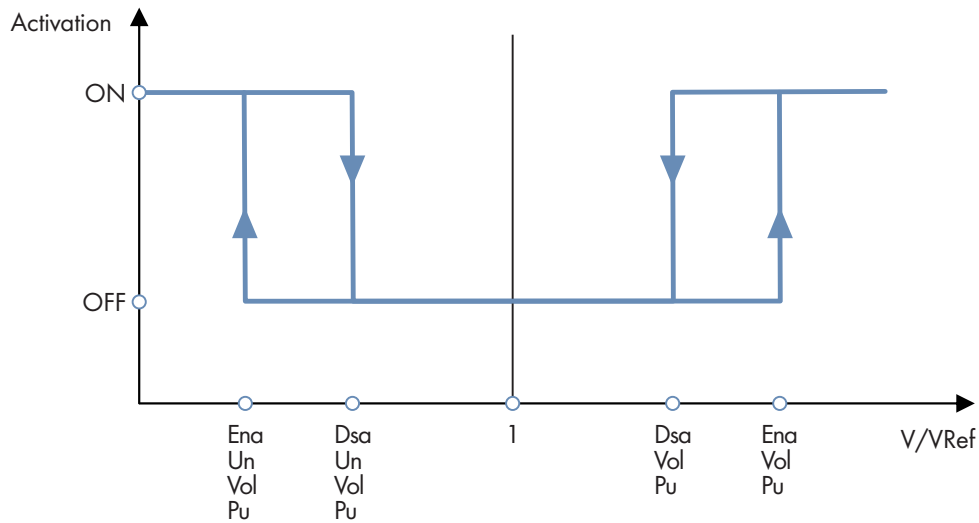 Activation
ON
OFF
Ena
Un
Vol
Pu
Dsa
Un
Vol
Pu
1
Dsa
Vol
Pu
Ena
Vol
Pu
V/VRef